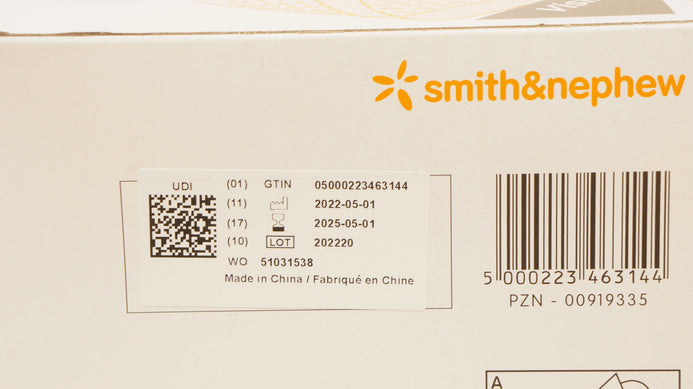 smith&nephew
UDI
(01) GTIN 05000223463144
(11) 2022-05-01
(17) 2025-05-01
(10) LOT 202220
WO 51031538
Made in China / Fabriqué en Chine
5 000223 463144
PZN - 00919335
A